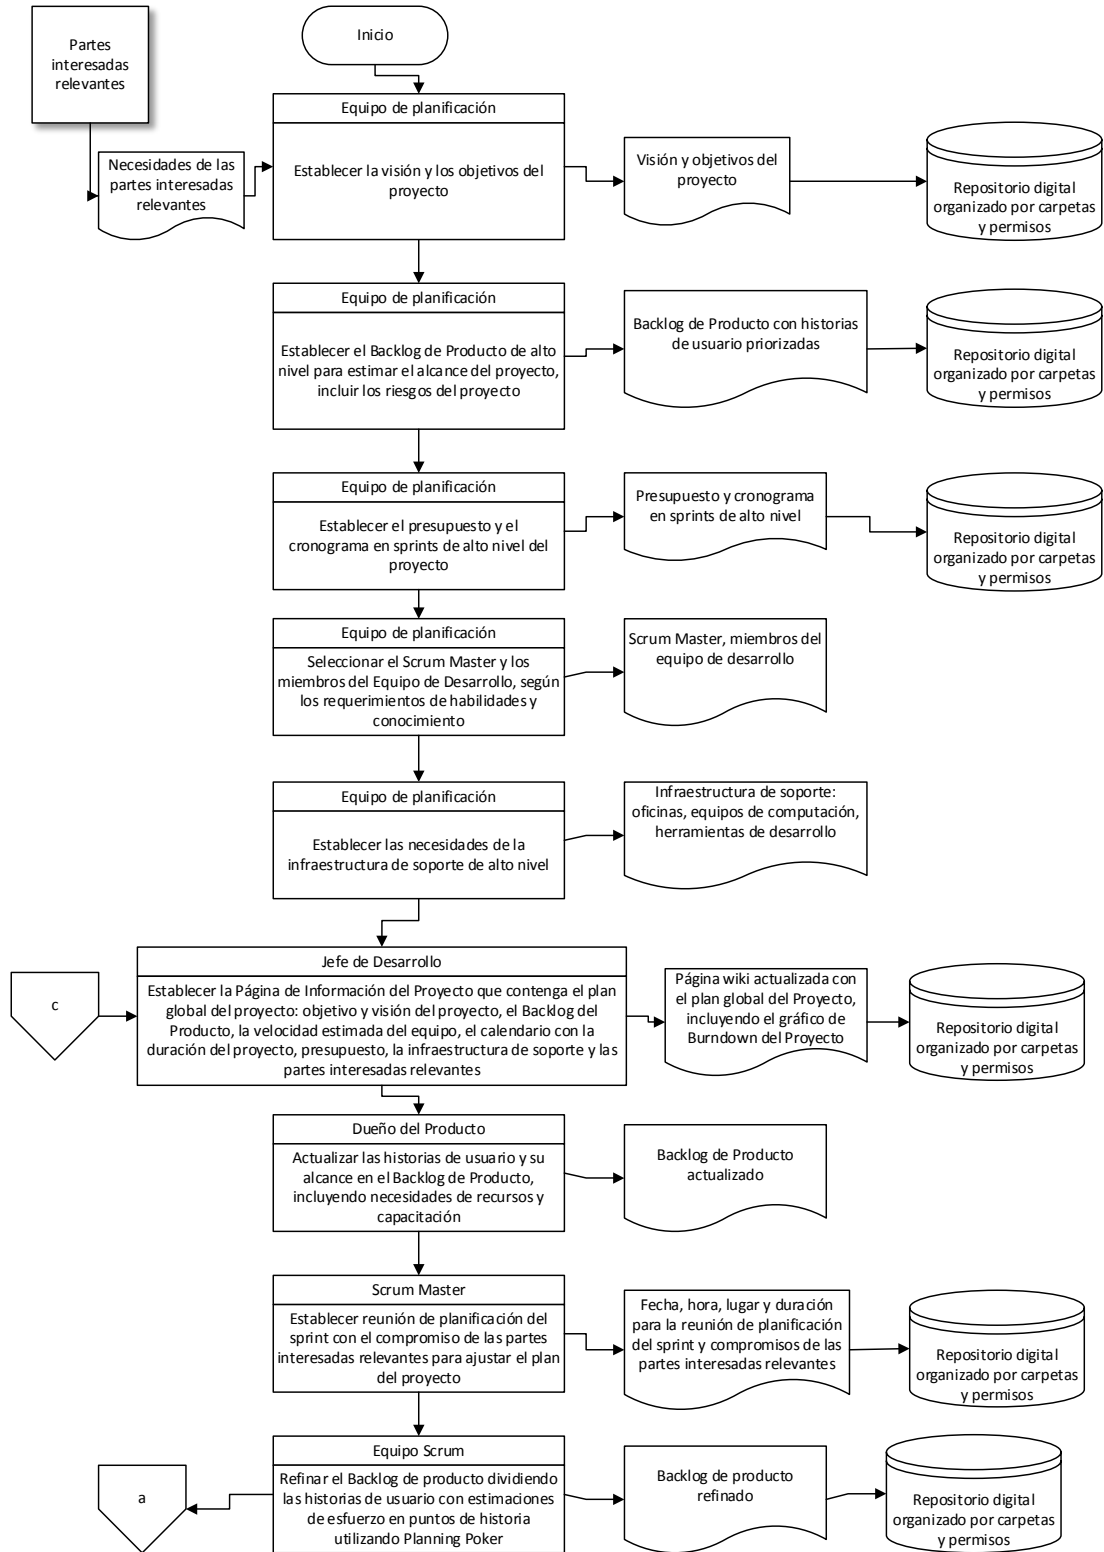 Partes
interesadas
relevantes
Inicio
Equipo de planificación
Establecer la visión y los objetivos del
proyecto
Necesidades de las
partes interesadas
relevantes
Visión y objetivos del
proyecto
Repositorio digital
organizado por carpetas
y permisos
Equipo de planificación
Establecer el Backlog de Producto de alto
nivel para estimar el alcance del proyecto,
incluir los riesgos del proyecto
Backlog de Producto con historias
de usuario priorizadas
Repositorio digital
organizado por carpetas
y permisos
Equipo de planificación
Establecer el presupuesto y el
cronograma en sprints de alto nivel del
proyecto
Presupuesto y cronograma
en sprints de alto nivel
Repositorio digital
organizado por carpetas
y permisos
Equipo de planificación
Seleccionar el Scrum Master y los
miembros del Equipo de Desarrollo, según
los requerimientos de habilidades y
conocimiento
Scrum Master, miembros del
equipo de desarrollo
Equipo de planificación
Establecer las necesidades de la
infraestructura de soporte de alto nivel
Infraestructura de soporte:
oficinas, equipos de computación,
herramientas de desarrollo
c
Jefe de Desarrollo
Establecer la Página de Información del Proyecto que contenga el plan
global del proyecto: objetivo y visión del proyecto, el Backlog del
Producto, la velocidad estimada del equipo, el calendario con la
duración del proyecto, presupuesto, la infraestructura de soporte y las
partes interesadas relevantes
Página wiki actualizada con
el plan global del Proyecto,
incluyendo el gráfico de
Burndown del Proyecto
Repositorio digital
organizado por carpetas
y permisos
Dueño del Producto
Actualizar las historias de usuario y su
alcance en el Backlog de Producto,
incluyendo necesidades de recursos y
capacitación
Backlog de Producto
actualizado
Scrum Master
Establecer reunión de planificación del
sprint con el compromiso de las partes
interesadas relevantes para ajustar el plan
del proyecto
Fecha, hora, lugar y duración
para la reunión de planificación
del sprint y compromisos de las
partes interesadas relevantes
Repositorio digital
organizado por carpetas
y permisos
a
Equipo Scrum
Refinar el Backlog de producto dividiendo
las historias de usuario con estimaciones
de esfuerzo en puntos de historia
utilizando Planning Poker
Backlog de producto
refinado
Repositorio digital
organizado por carpetas
y permisos